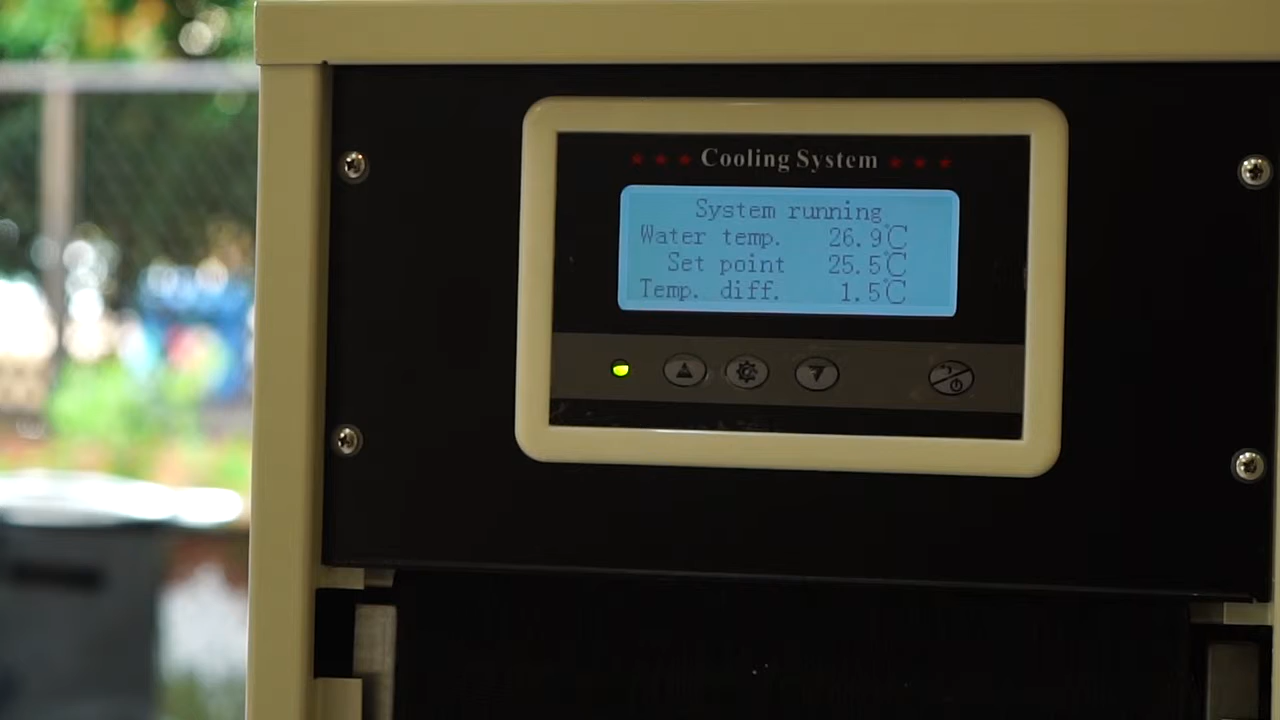 Cooling System
System running
Water temp. 26.9℃
Set point 25.5℃
Temp. diff. 1.5℃